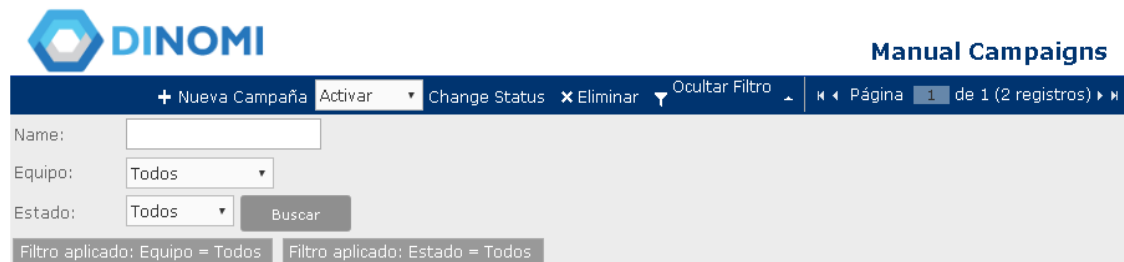 DINOMI
Manual Campaigns
+ Nueva Campaña Activar Change Status ✕ Eliminar Ocultar Filtro Página 1 de 1 (2 registros)
Name:
Equipo: Todos
Estado: Todos Buscar
Filtro aplicado: Equipo = Todos Filtro aplicado: Estado = Todos